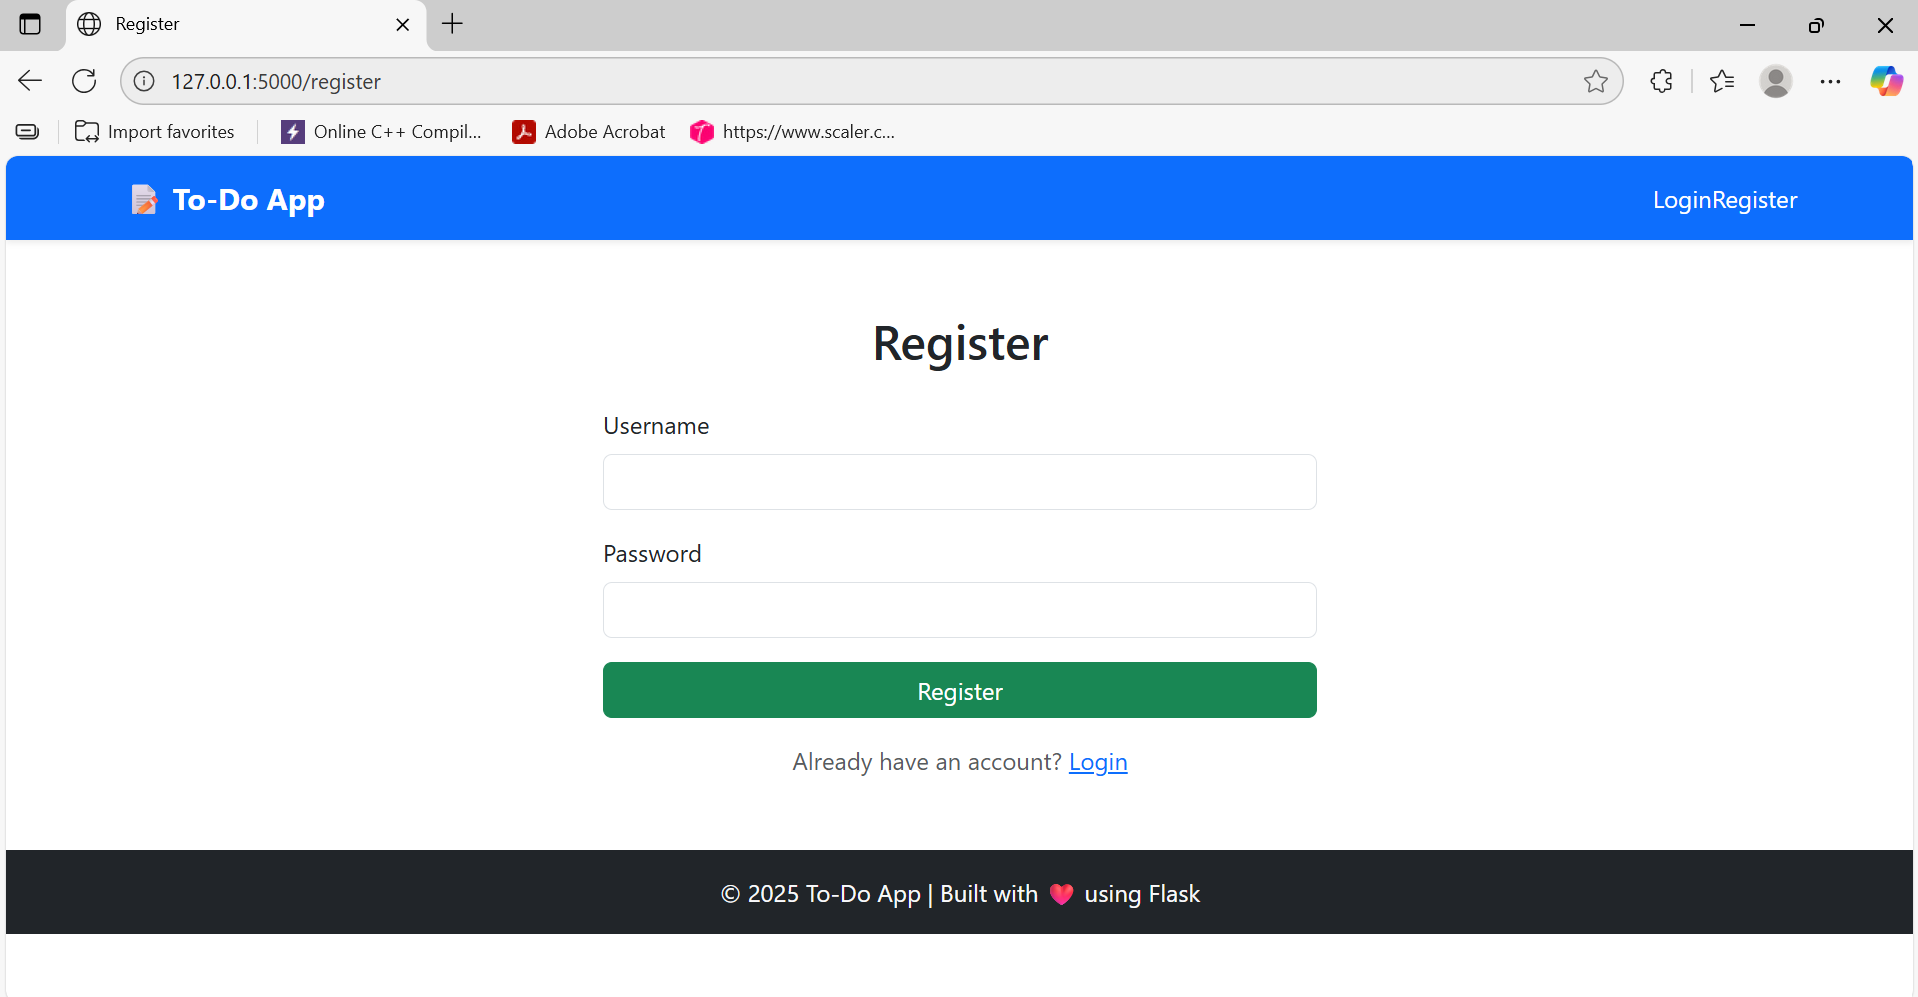 Register
127.0.0.1:5000/register
Import favorites
Online C++ Compil...
Adobe Acrobat
https://www.scaler.c...
To-Do App
LoginRegister
Register
Username
Password
Register
Already have an account? Login
© 2025 To-Do App | Built with ❤️ using Flask